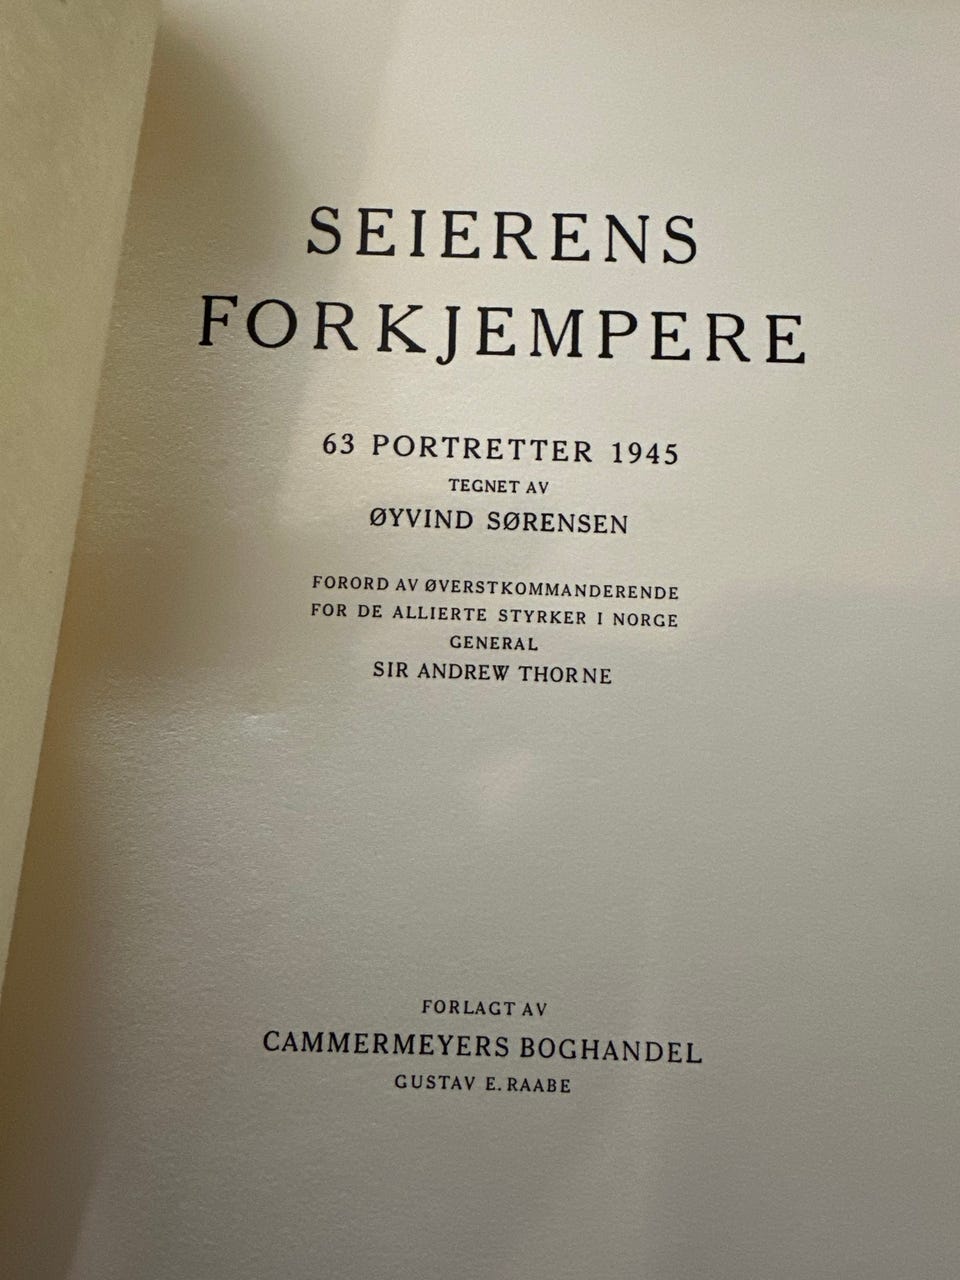 SEIERENS
FORKJEMPERE
63 PORTRETTER 1945
TEGNET AV
ØYVIND SØRENSEN
FORORD AV ØVERSTKOMMANDERENDE
FOR DE ALLIERTE STYRKER I NORGE
GENERAL
SIR ANDREW THORNE
FORLAGT AV
CAMMERMEYERS BOGHANDEL
GUSTAV E. RAABE